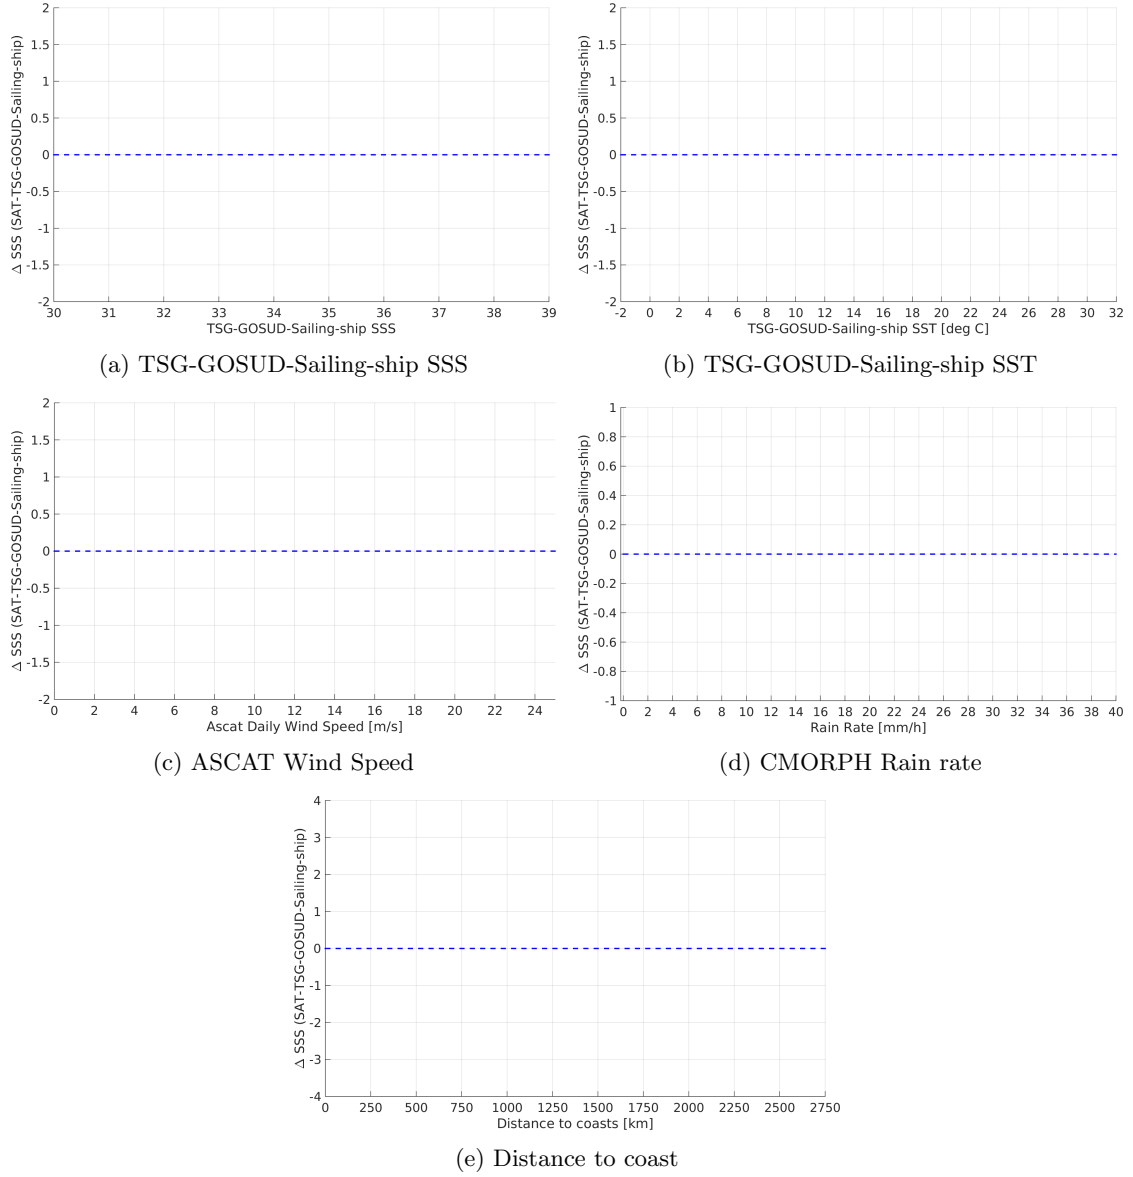 2
1.5
1
0.5
0
-0.5
-1
-1.5
-2
30 31 32 33 34 35 36 37 38 39
Δ SSS (SAT-TSG-GOSUD-Sailing-ship)
TSG-GOSUD-Sailing-ship SSS
(a) TSG-GOSUD-Sailing-ship SSS
2
1.5
1
0.5
0
-0.5
-1
-1.5
-2
-2 0 2 4 6 8 10 12 14 16 18 20 22 24 26 28 30 32
Δ SSS (SAT-TSG-GOSUD-Sailing-ship)
TSG-GOSUD-Sailing-ship SST [deg C]
(b) TSG-GOSUD-Sailing-ship SST
2
1.5
1
0.5
0
-0.5
-1
-1.5
-2
0 2 4 6 8 10 12 14 16 18 20 22 24
Δ SSS (SAT-TSG-GOSUD-Sailing-ship)
Ascat Daily Wind Speed [m/s]
(c) ASCAT Wind Speed
1
0.8
0.6
0.4
0.2
0
-0.2
-0.4
-0.6
-0.8
-1
0 2 4 6 8 10 12 14 16 18 20 22 24 26 28 30 32 34 36 38 40
Δ SSS (SAT-TSG-GOSUD-Sailing-ship)
Rain Rate [mm/h]
(d) CMORPH Rain rate
4
3
2
1
0
-1
-2
-3
-4
0 250 500 750 1000 1250 1500 1750 2000 2250 2500 2750
Δ SSS (SAT-TSG-GOSUD-Sailing-ship)
Distance to coasts [km]
(e) Distance to coast